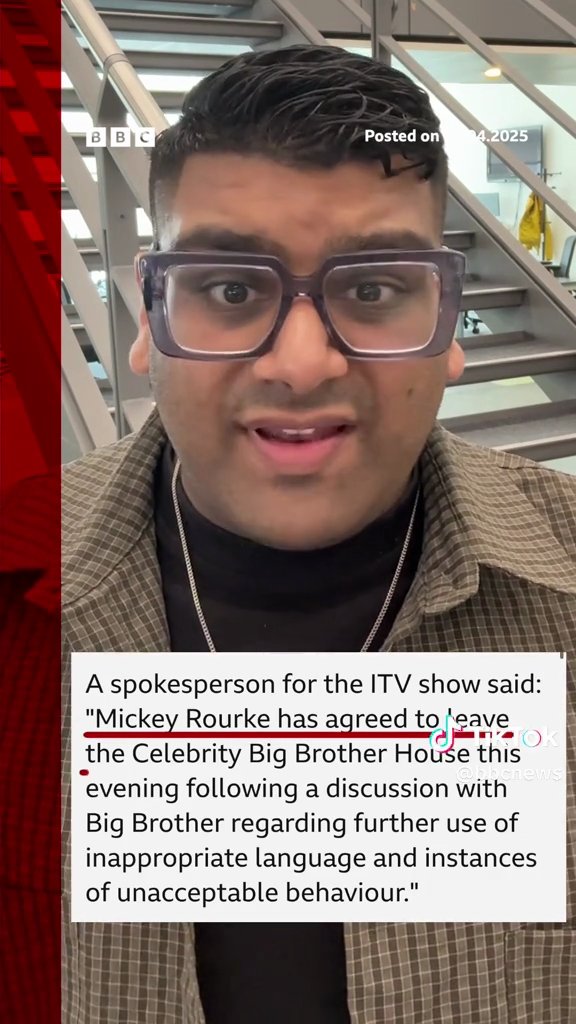 BBC
Posted on 04.2025
A spokesperson for the ITV show said:
"Mickey Rourke has agreed to leave
the Celebrity Big Brother House this
evening following a discussion with
Big Brother regarding further use of
inappropriate language and instances
of unacceptable behaviour."
TikTok
@bbcnews